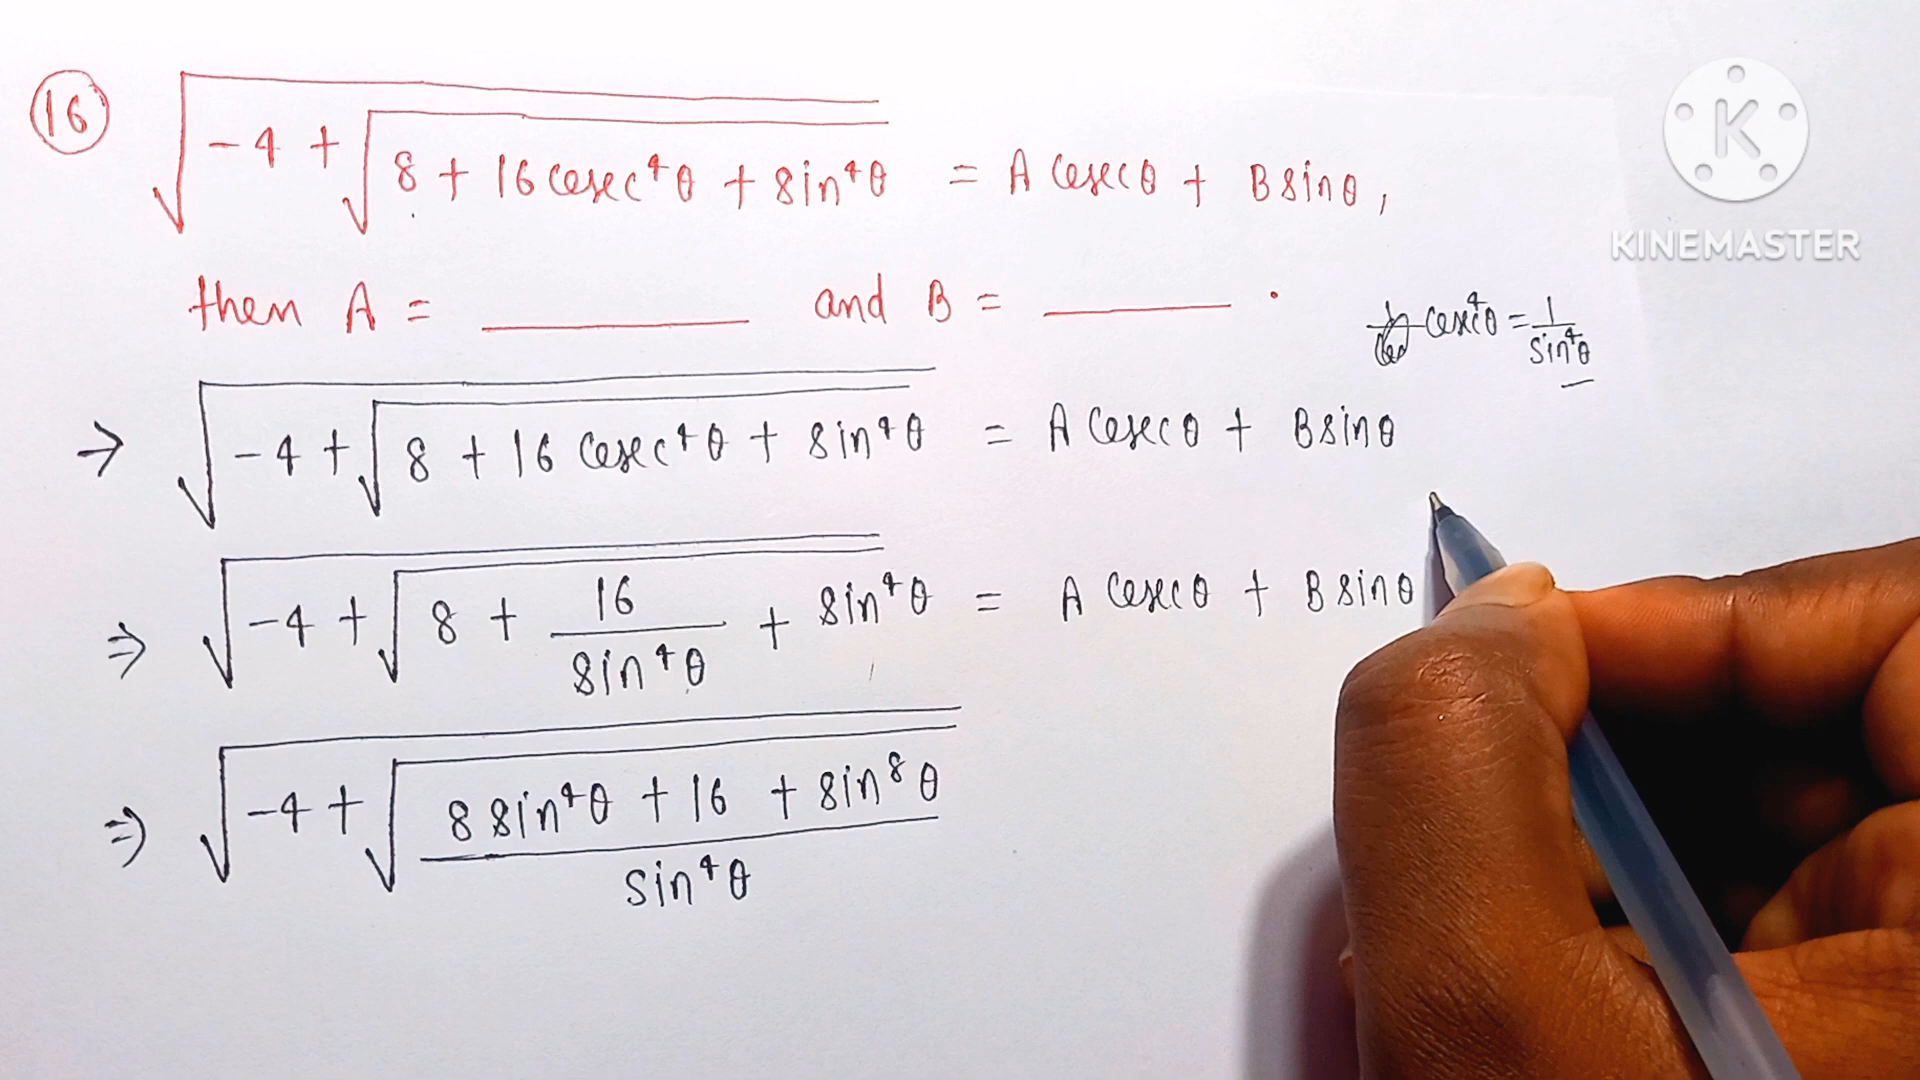 (16) √(-4 + √(8 + 16 cosec⁴θ + sin⁴θ)) = A cosecθ + B sinθ,
K
KINEMASTER
then A = ________ and B = ________ .
cosec⁴θ = 1/sin⁴θ
→ √(-4 + √(8 + 16 cosec⁴θ + sin⁴θ)) = A cosecθ + B sinθ
⇒ √(-4 + √(8 + 16/sin⁴θ + sin⁴θ)) = A cosecθ + B sinθ
⇒ √(-4 + √((8 sin⁴θ + 16 + sin⁸θ)/sin⁴θ))